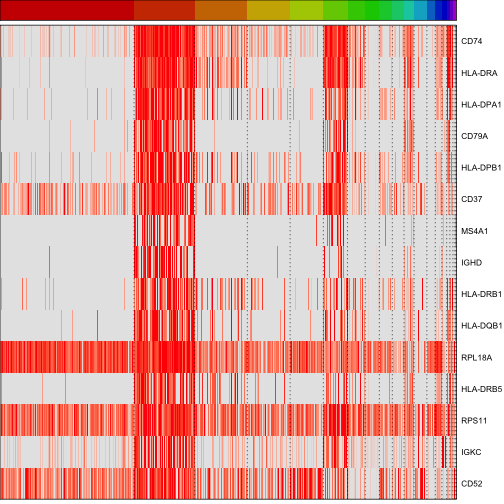 CD74
HLA-DRA
HLA-DPA1
CD79A
HLA-DPB1
CD37
MS4A1
IGHD
HLA-DRB1
HLA-DQB1
RPL18A
HLA-DRB5
RPS11
IGKC
CD52